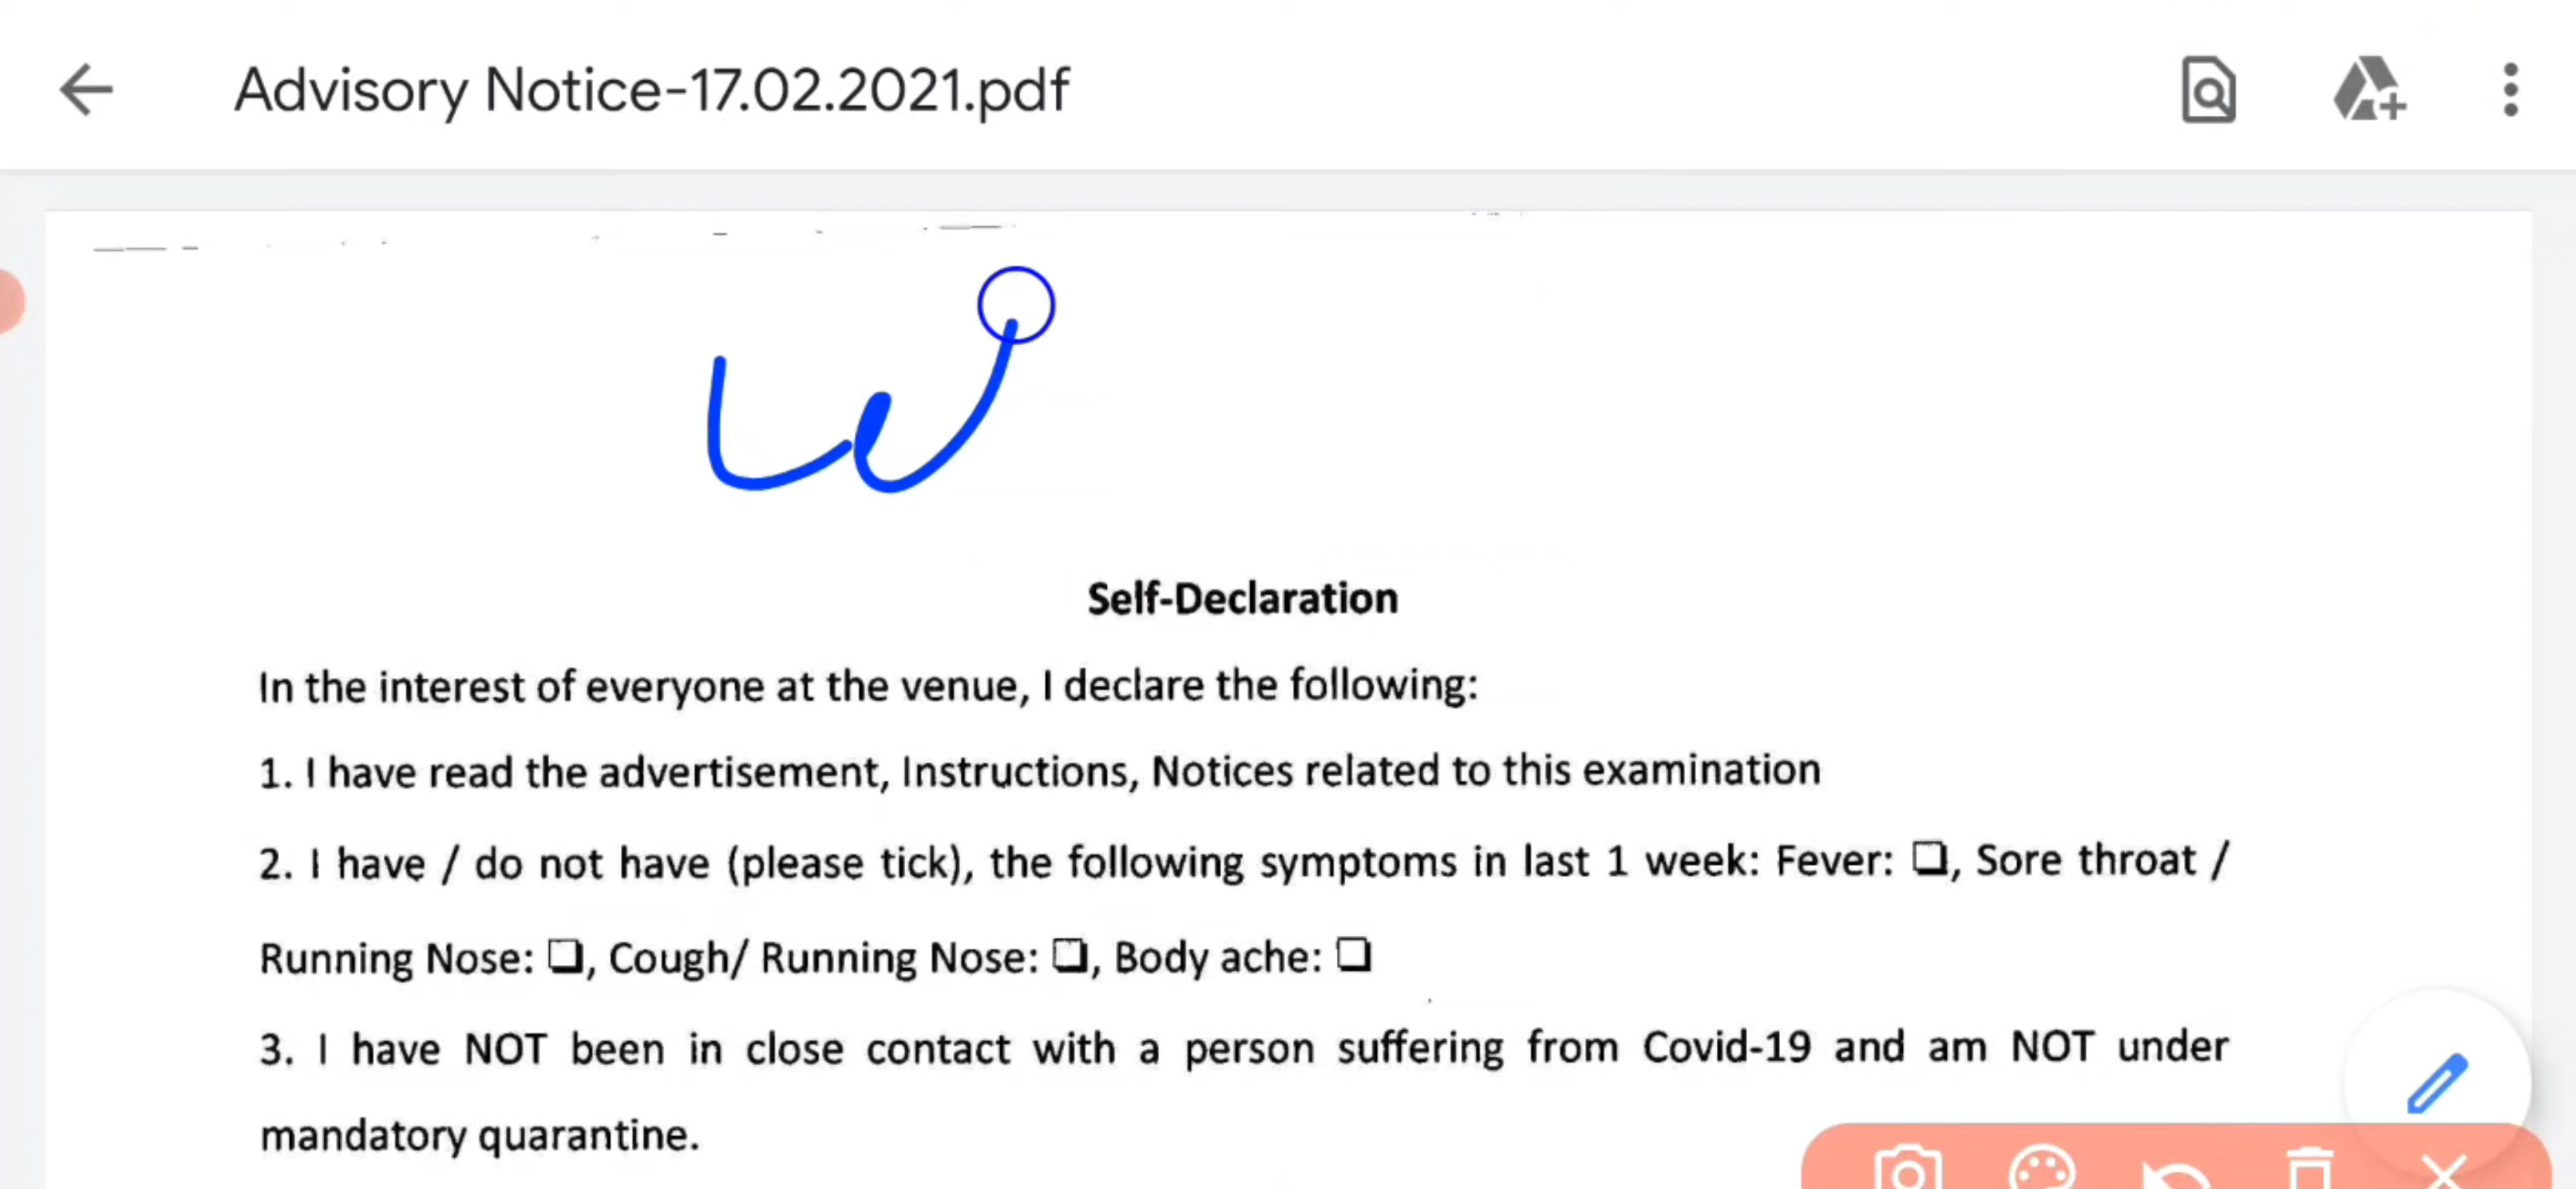 Advisory Notice-17.02.2021.pdf
Self-Declaration
In the interest of everyone at the venue, I declare the following:
1. I have read the advertisement, Instructions, Notices related to this examination
2. I have / do not have (please tick), the following symptoms in last 1 week: Fever: ❏, Sore throat /
Running Nose: ❏, Cough/ Running Nose: ❏, Body ache: ❏
3. I have NOT been in close contact with a person suffering from Covid-19 and am NOT under
mandatory quarantine.